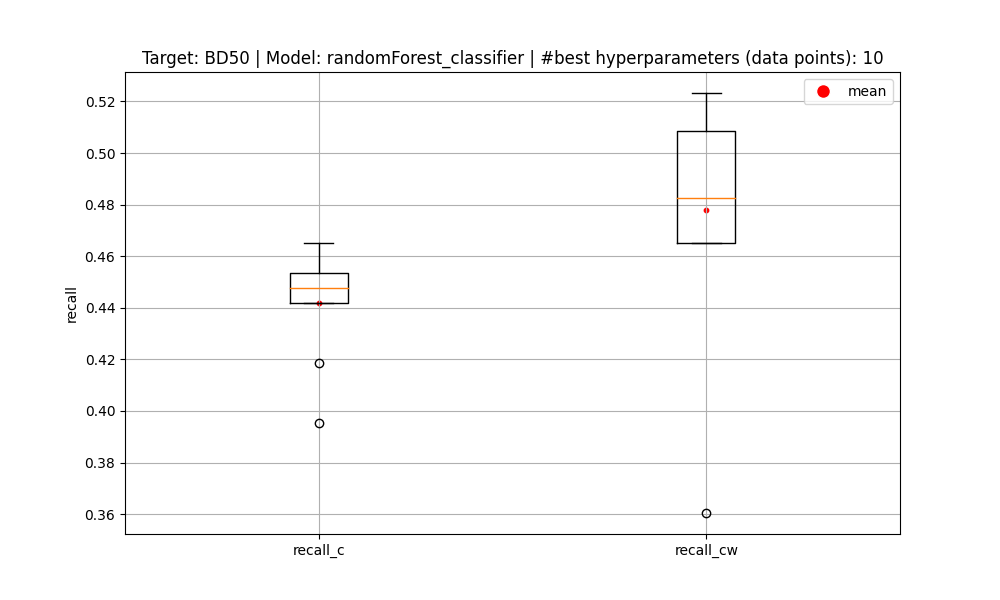 Target: BD50 | Model: randomForest_classifier | #best hyperparameters (data points): 10
mean
0.52
0.50
0.48
0.46
0.44
0.42
0.40
0.38
0.36
recall
recall_c
recall_cw